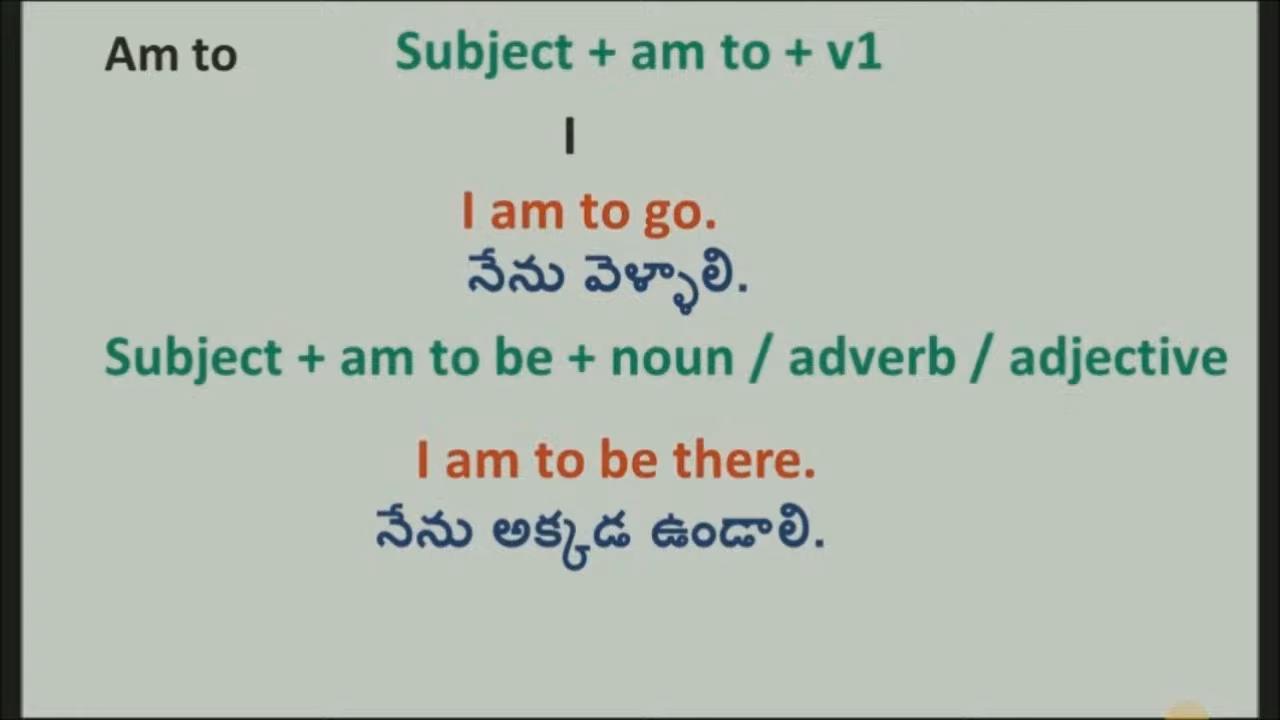 Am to Subject + am to + v1
I
I am to go.
నేను వెళ్ళాలి.
Subject + am to be + noun / adverb / adjective
I am to be there.
నేను అక్కడ ఉండాలి.